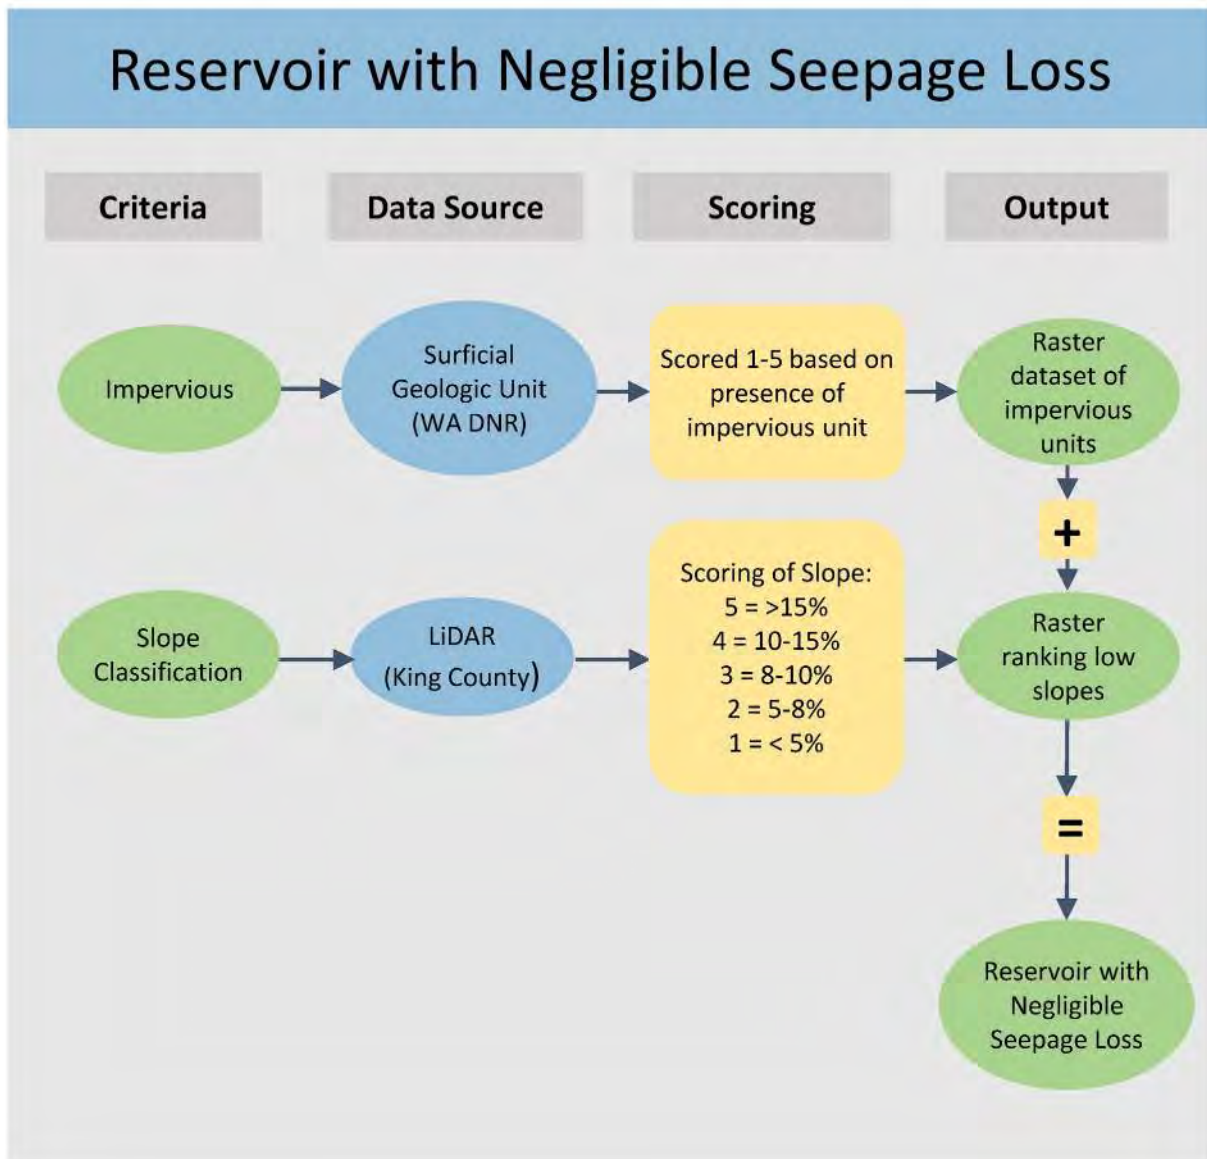 Reservoir with Negligible Seepage Loss
Criteria
Data Source
Scoring
Output
Impervious
Surficial
Geologic Unit
(WA DNR)
Scored 1-5 based on
presence of
impervious unit
Raster
dataset of
impervious
units
+
Slope
Classification
LiDAR
(King County)
Scoring of Slope:
5 = >15%
4 = 10-15%
3 = 8-10%
2 = 5-8%
1 = < 5%
Raster
ranking low
slopes
=
Reservoir with
Negligible
Seepage Loss